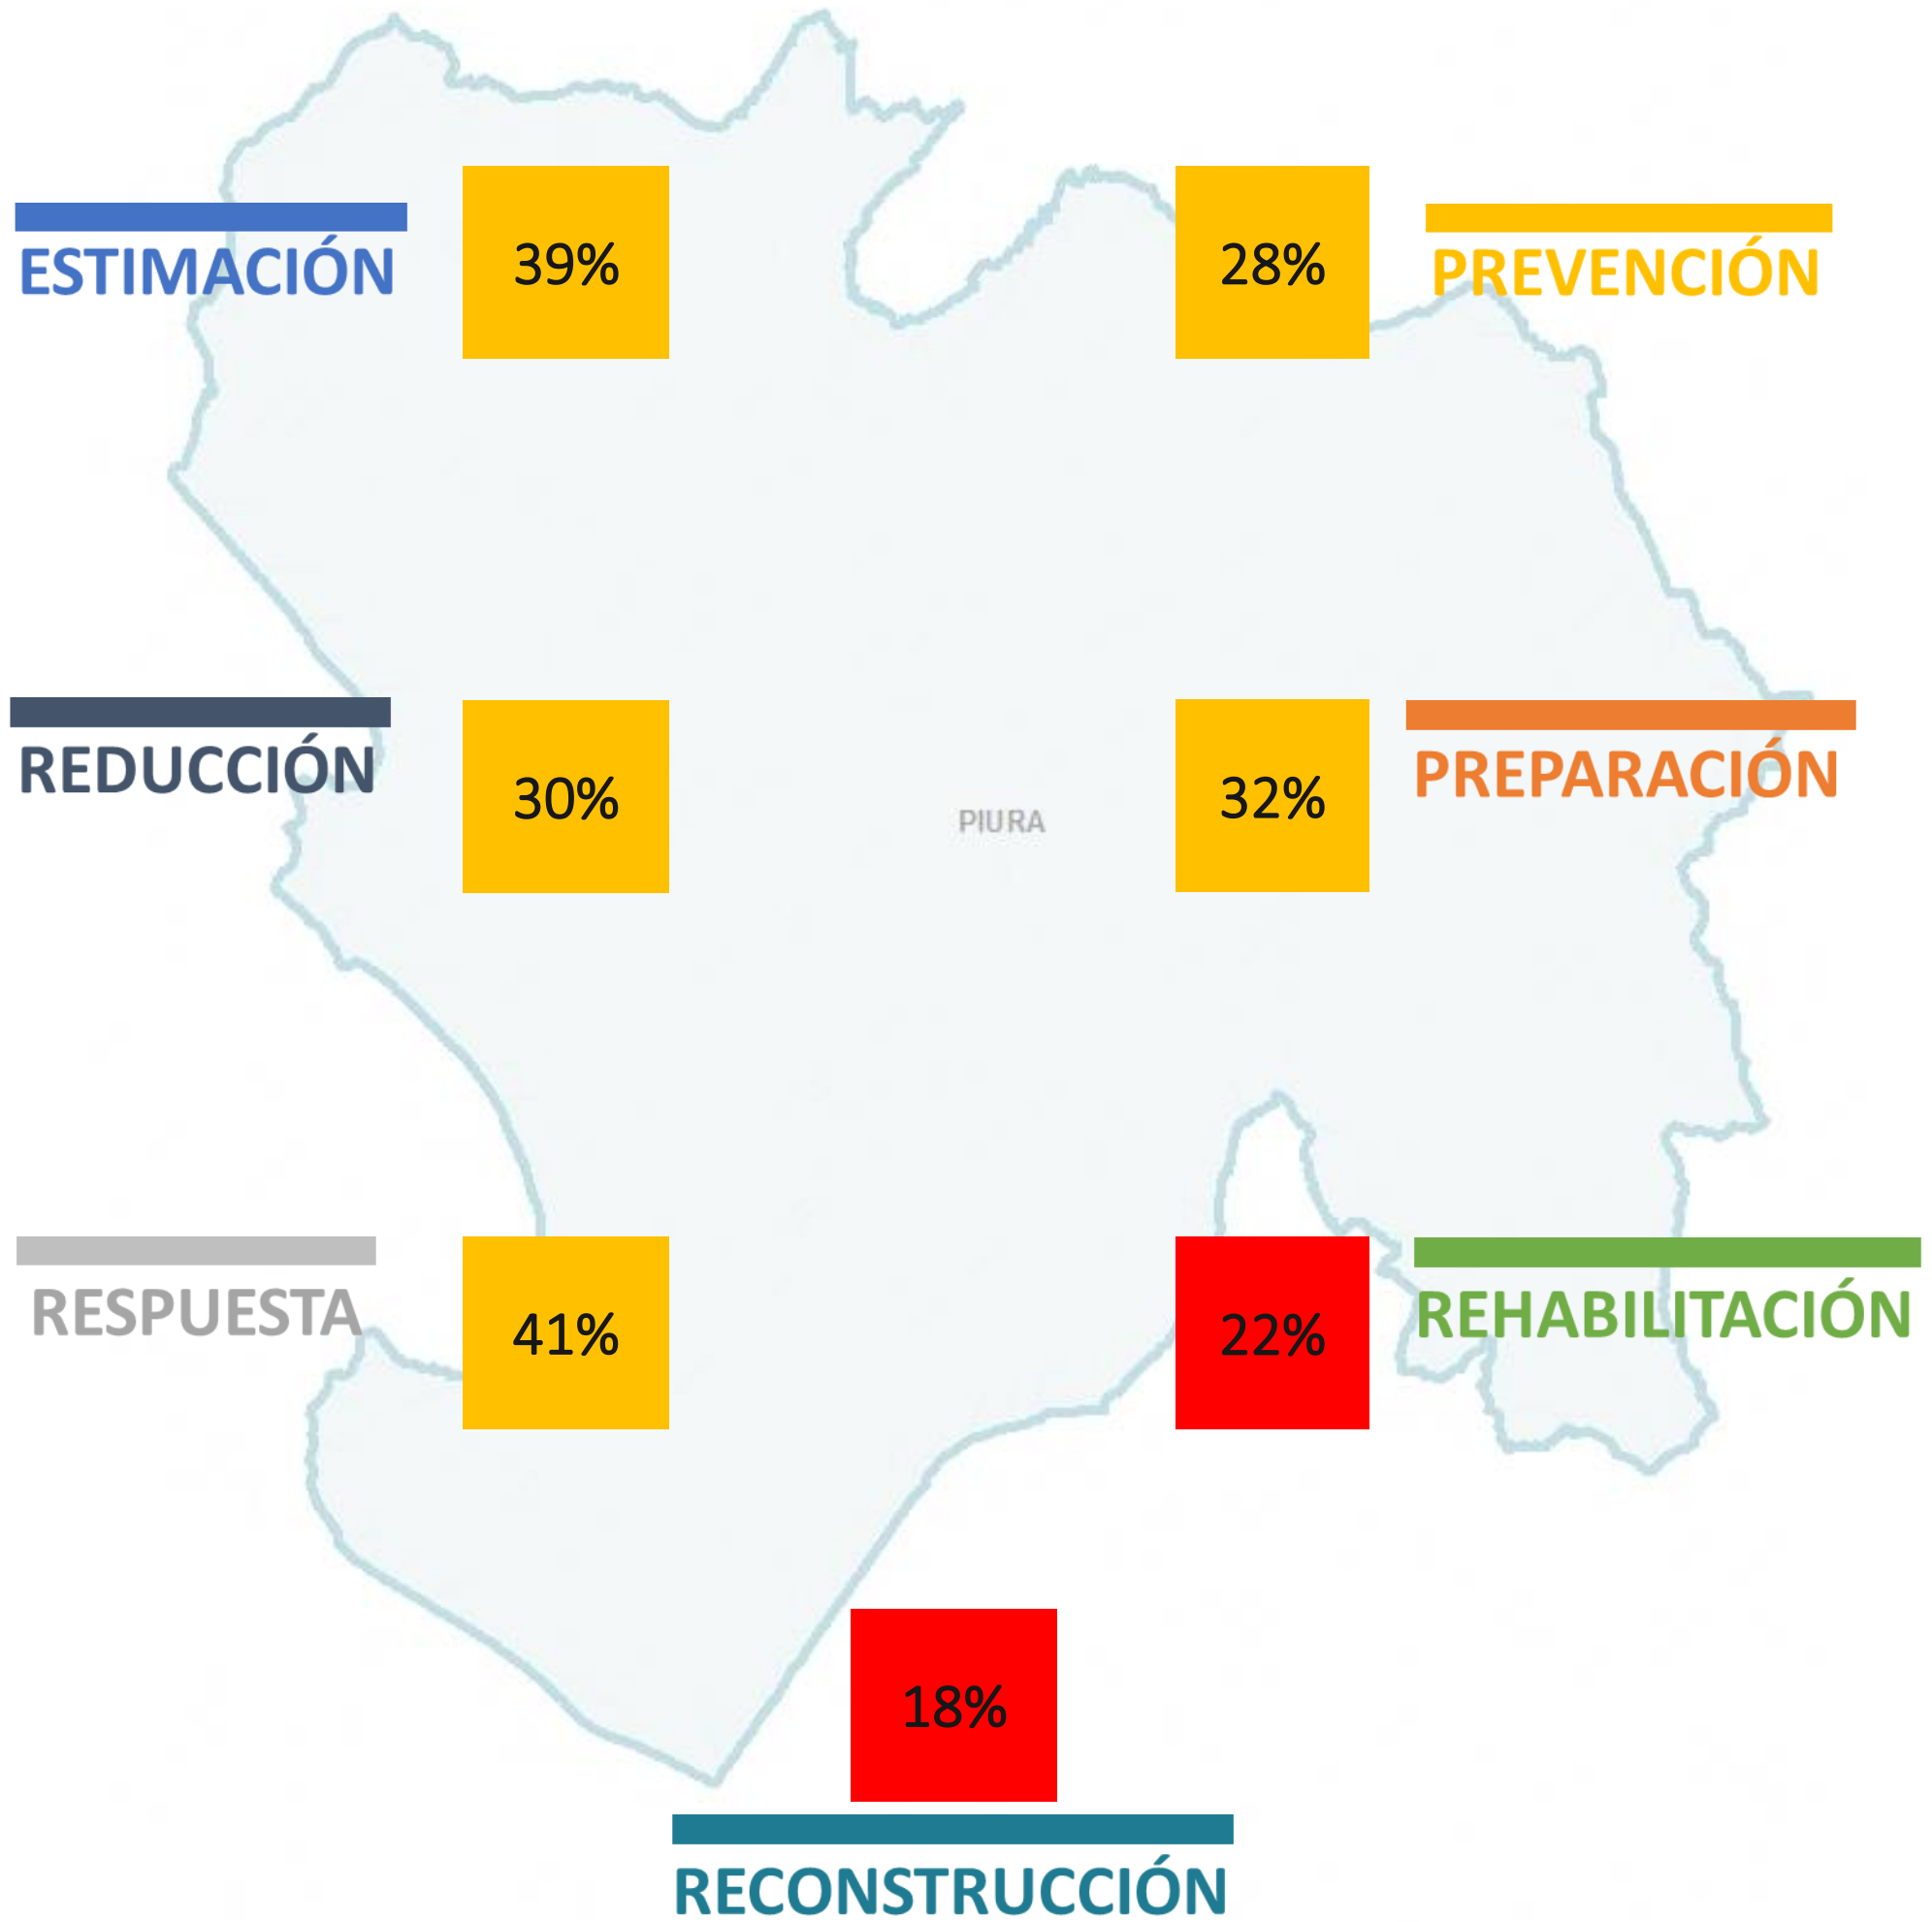 ESTIMACIÓN
39%
28%
PREVENCIÓN
REDUCCIÓN
30%
PIURA
32%
PREPARACIÓN
RESPUESTA
41%
22%
REHABILITACIÓN
18%
RECONSTRUCCIÓN